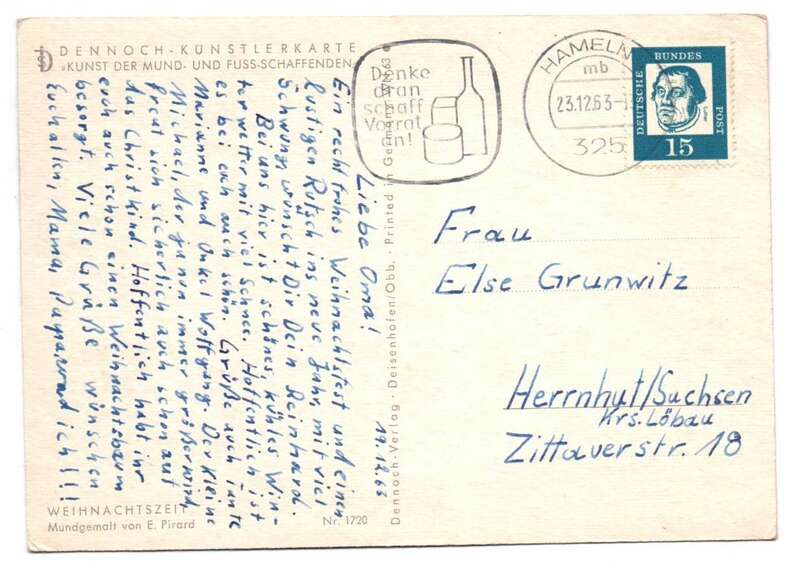 DENNOCH-KÜNSTLERKARTE
»KUNST DER MUND- UND FUSS-SCHAFFENDEN«
Denke
dran
schaff
Vorrat
an!
HAMELN
mb
23.12.63-1
325
DEUTSCHE BUNDES POST
15
19.12.63
Liebe Oma!
Ein recht frohes Weihnachtsfest und einen
lustigen Rutsch ins neue Jahr, mit viel
Schwung, wünscht Dir Dein Reinhard.
Bei uns hier ist schönes, kühles Win-
terwetter mit viel Schnee. Hoffentlich ist
es bei euch auch schön. Grüße auch Tante
Marianne und Onkel Wolfgang. Der kleine
Michael, der ja nun immer größer wird,
freut sich sicherlich auch schon auf
das Christkind. Hoffentlich habt ihr
euch auch schon einen Weihnachtsbaum
besorgt. Viele Grüße wünschen
Euch allen, Mama, Papa und ich!!!
Frau
Else Grunwitz
Herrnhut/Sachsen
Krs. Löbau
Zittauerstr. 18
Dennoch-Verlag · Deisenhofen/Obb. · Printed in Germany
WEIHNACHTSZEIT
Mundgemalt von E. Pirard
Nr. 1720